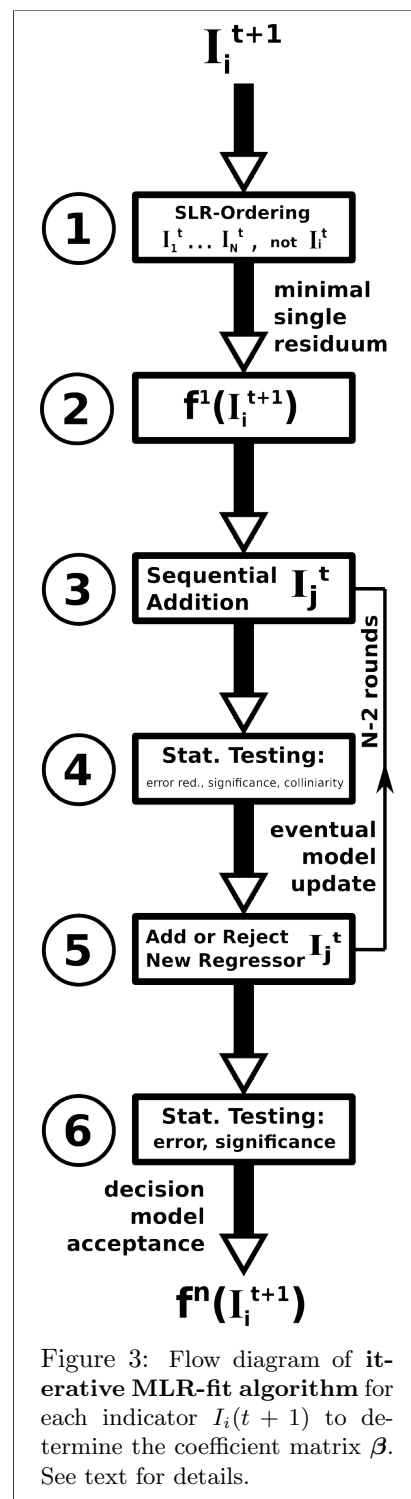 I_i^{t+1}
1
SLR-Ordering
I_1^t ... I_N^t , not I_i^t
minimal
single
residuum
2
f^1(I_i^{t+1})
3
Sequential
Addition I_j^t
N-2 rounds
4
Stat. Testing:
error red., significance, colliniarity
eventual
model
update
5
Add or Reject
New Regressor I_j^t
6
Stat. Testing:
error, significance
decision
model
acceptance
f^n(I_i^{t+1})
Figure 3: Flow diagram of it-
erative MLR-fit algorithm for
each indicator I_i(t + 1) to de-
termine the coefficient matrix β.
See text for details.